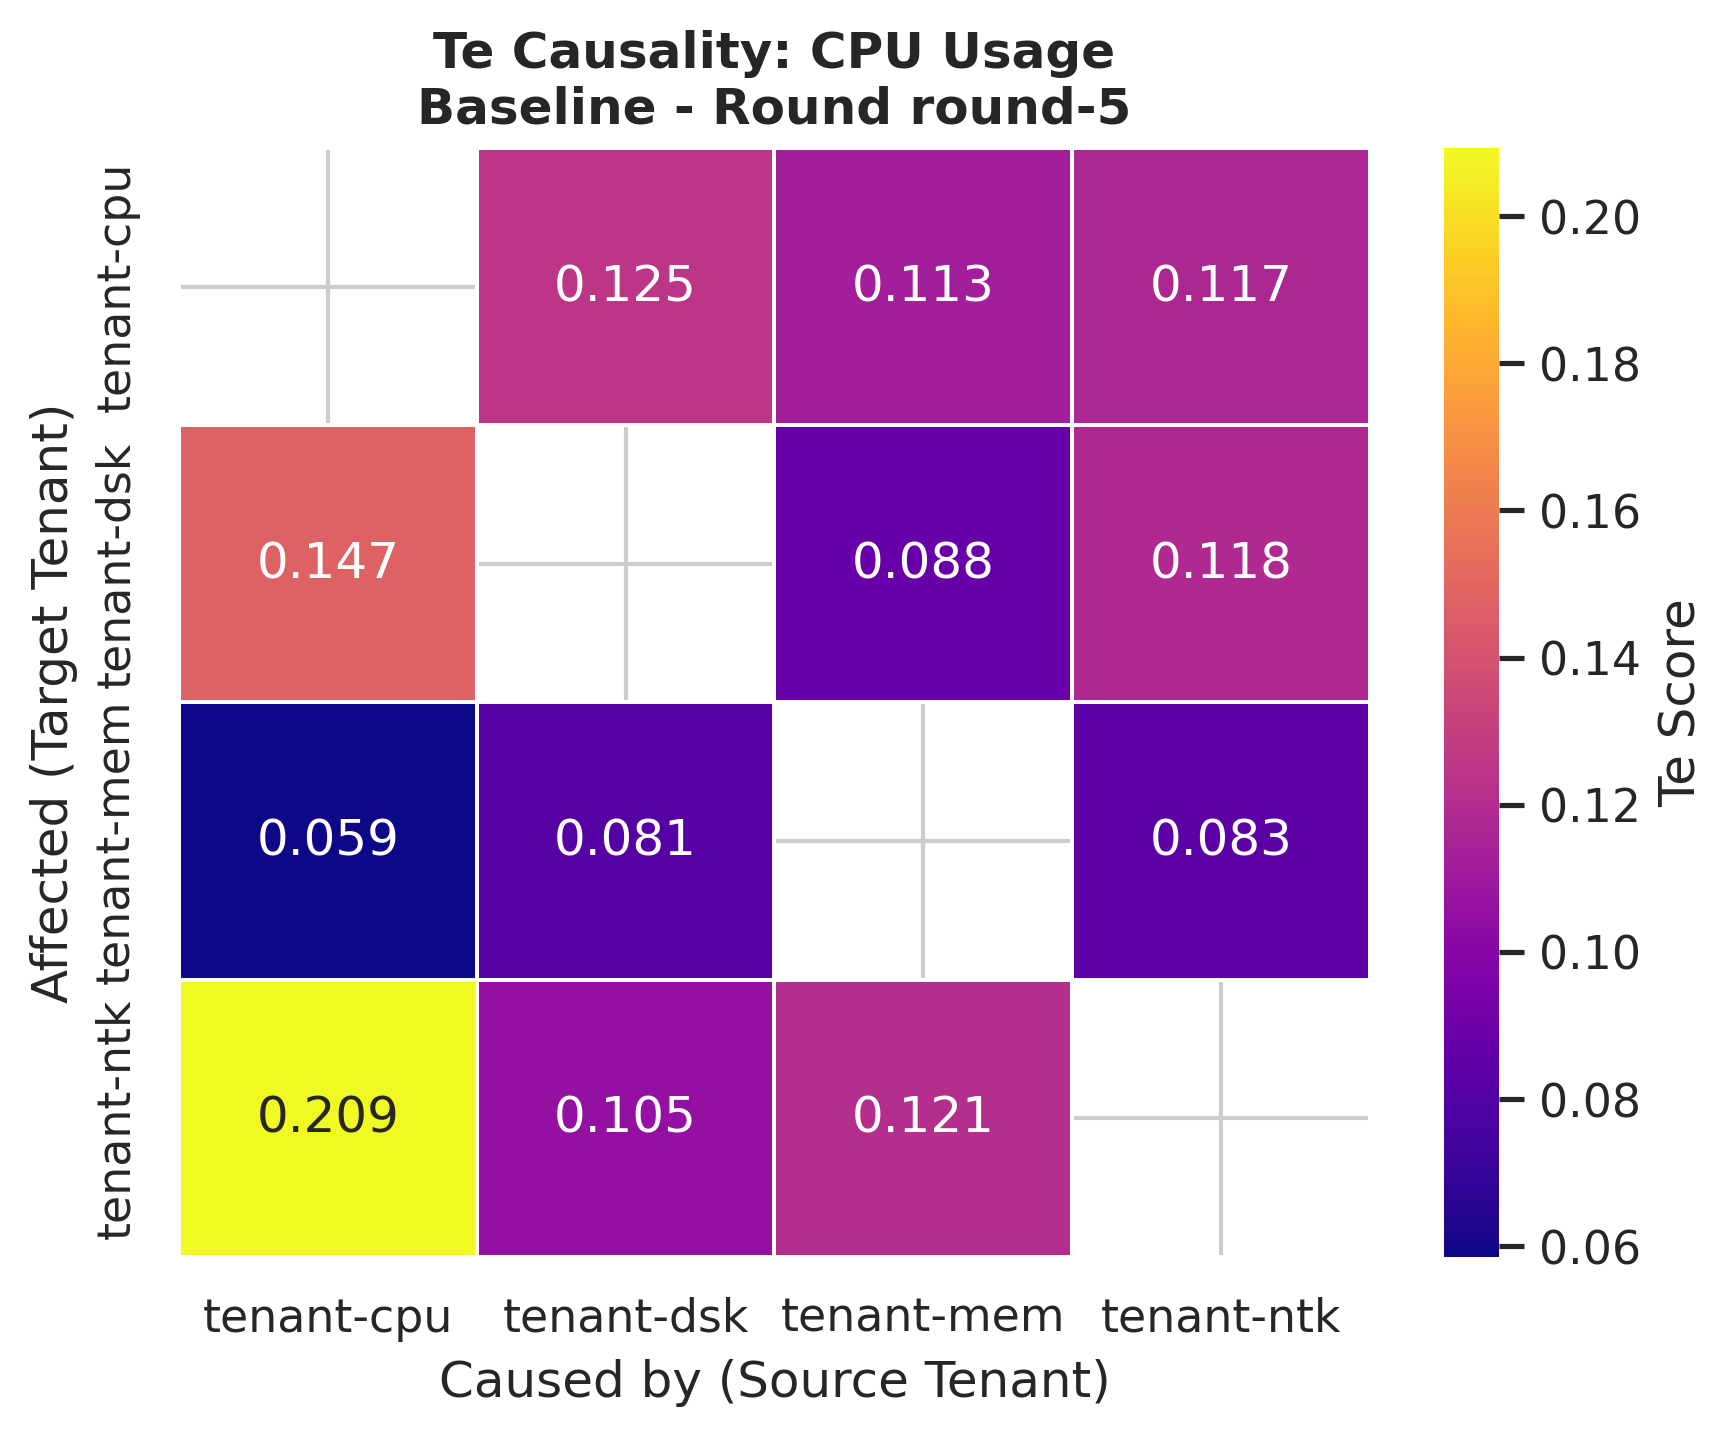 Te Causality: CPU Usage
Baseline - Round round-5
Affected (Target Tenant)
tenant-cpu
0.125 0.113 0.117
tenant-dsk
0.147 0.088 0.118
tenant-mem
0.059 0.081 0.083
tenant-ntk
0.209 0.105 0.121
tenant-cpu tenant-dsk tenant-mem tenant-ntk
Caused by (Source Tenant)
0.20
0.18
0.16
0.14
0.12
0.10
0.08
0.06
Te Score